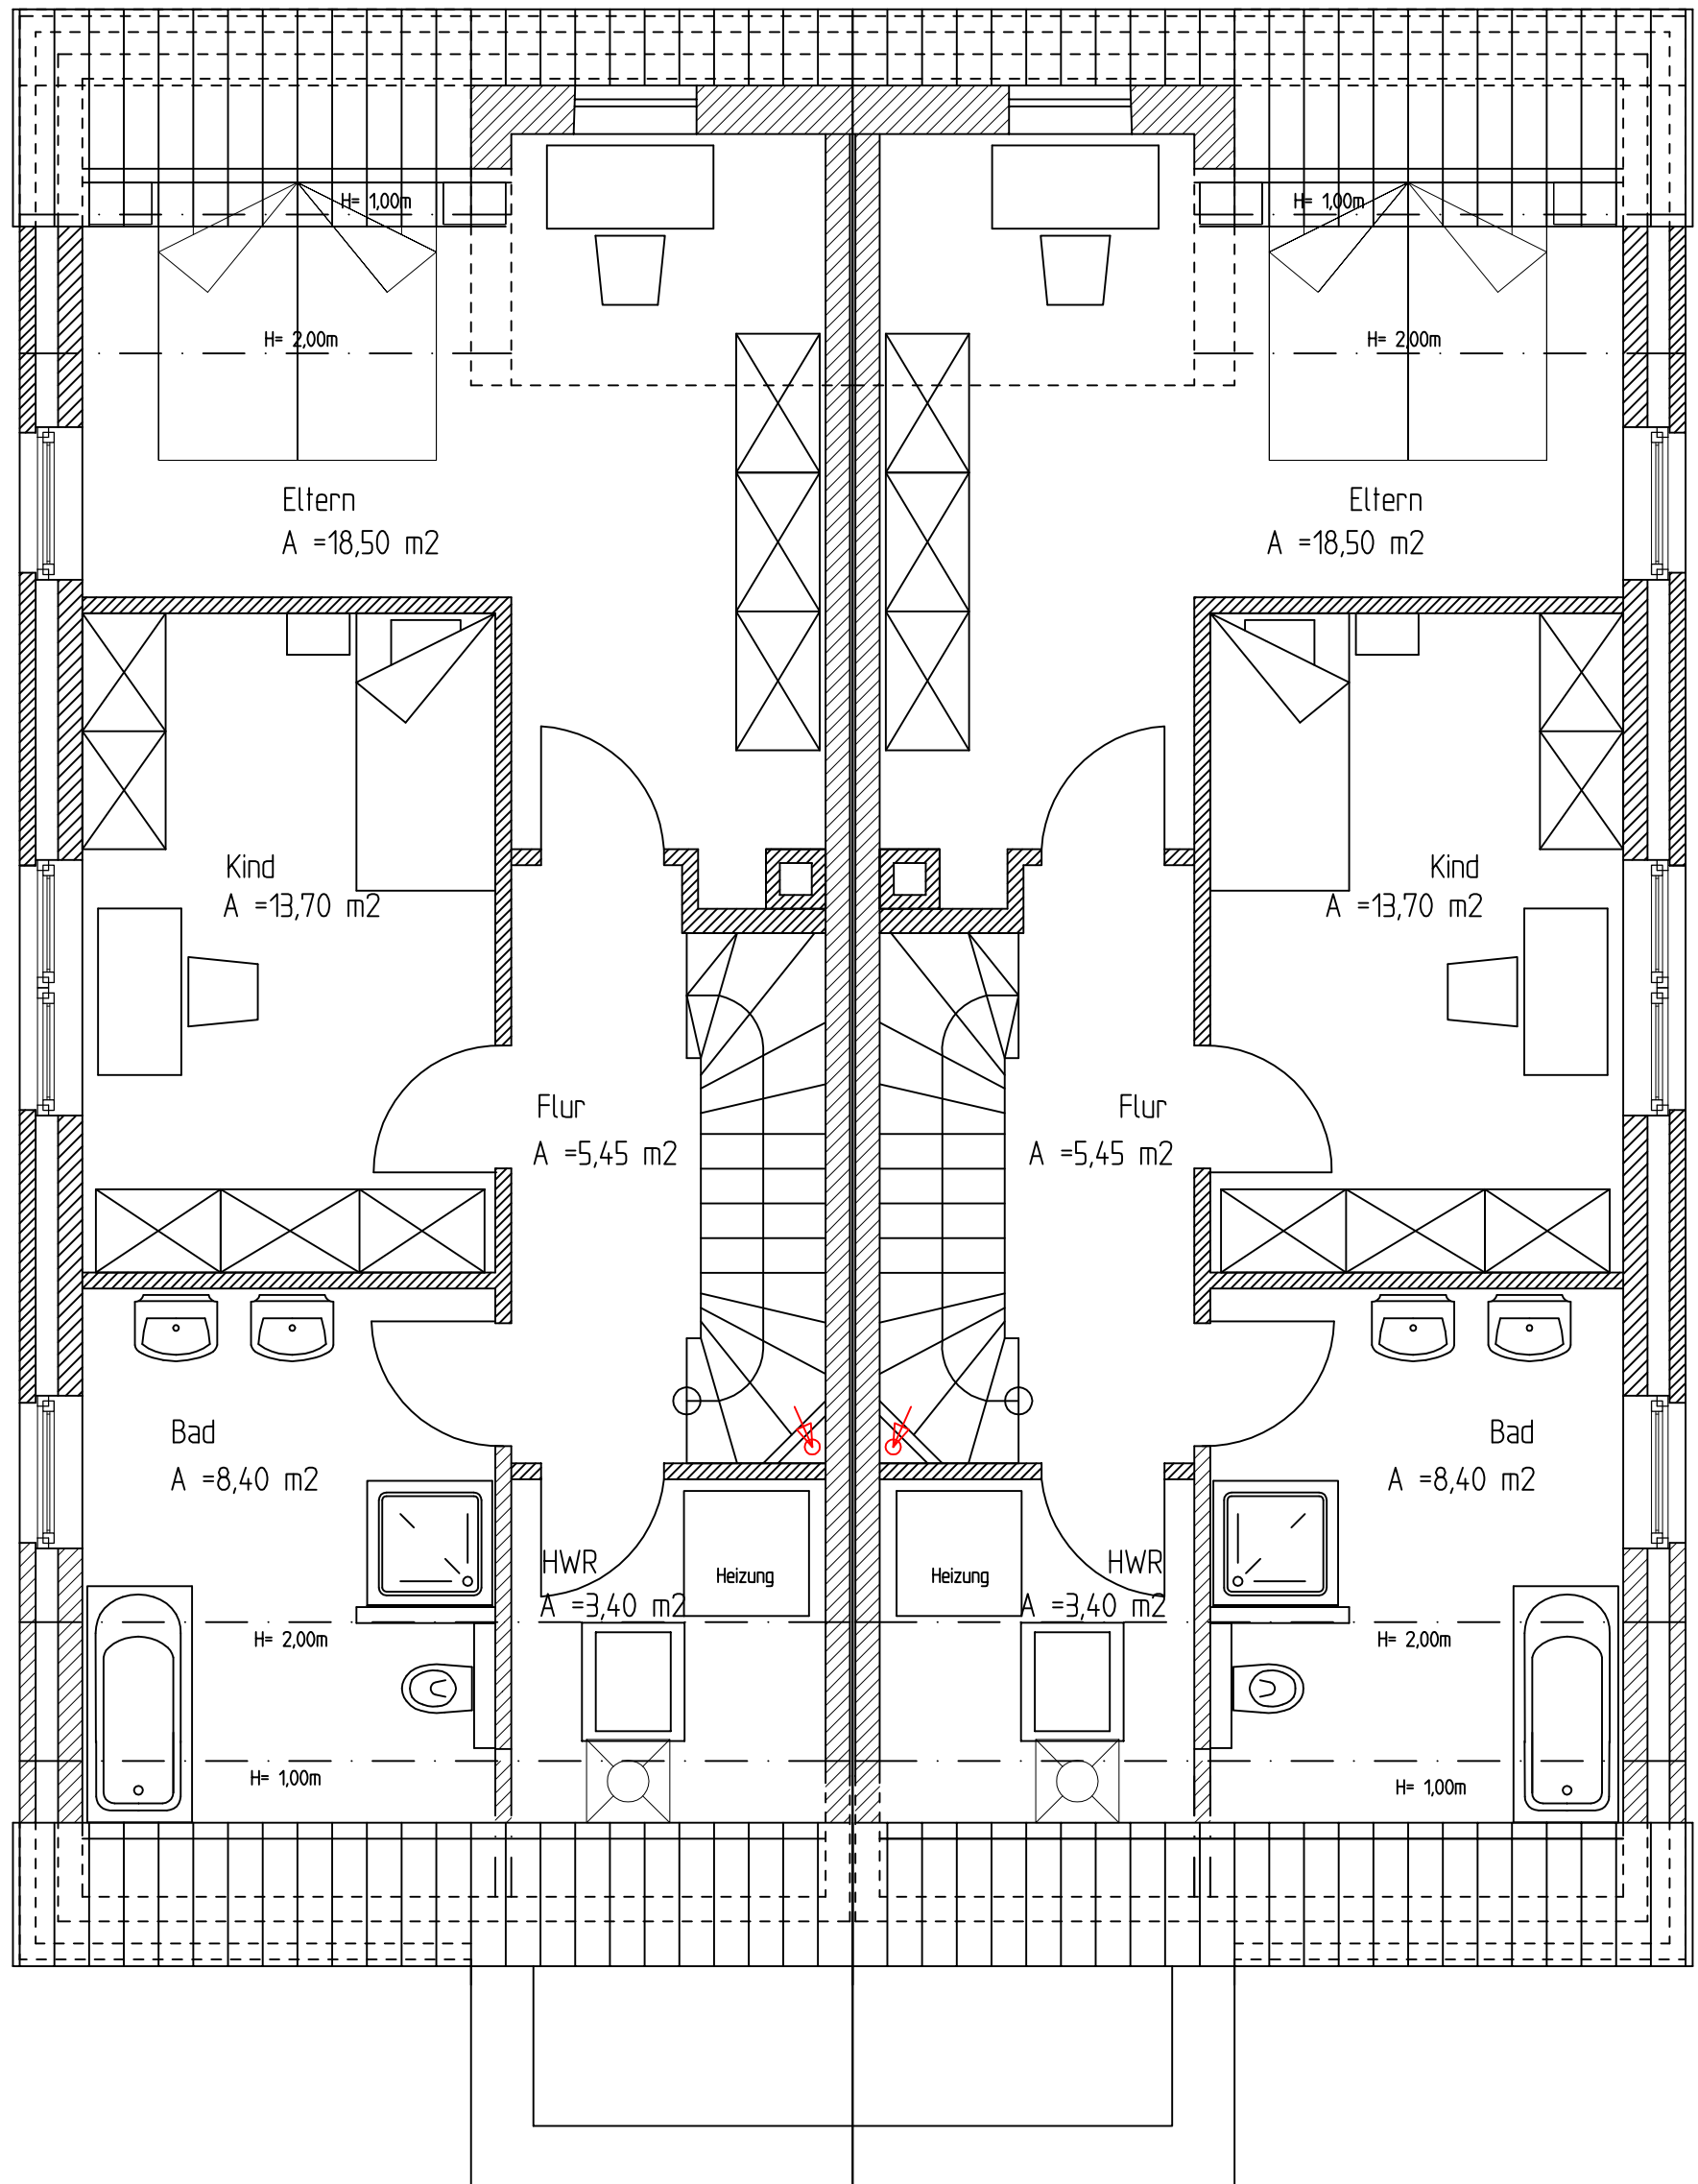 H= 1,00m
H= 1,00m
H= 2,00m
H= 2,00m
Eltern
A =18,50 m2
Eltern
A =18,50 m2
Kind
A =13,70 m2
Kind
A =13,70 m2
Flur
A =5,45 m2
Flur
A =5,45 m2
Bad
A =8,40 m2
Bad
A =8,40 m2
HWR
A =3,40 m2
Heizung
Heizung
HWR
A =3,40 m2
H= 2,00m
H= 2,00m
H= 1,00m
H= 1,00m